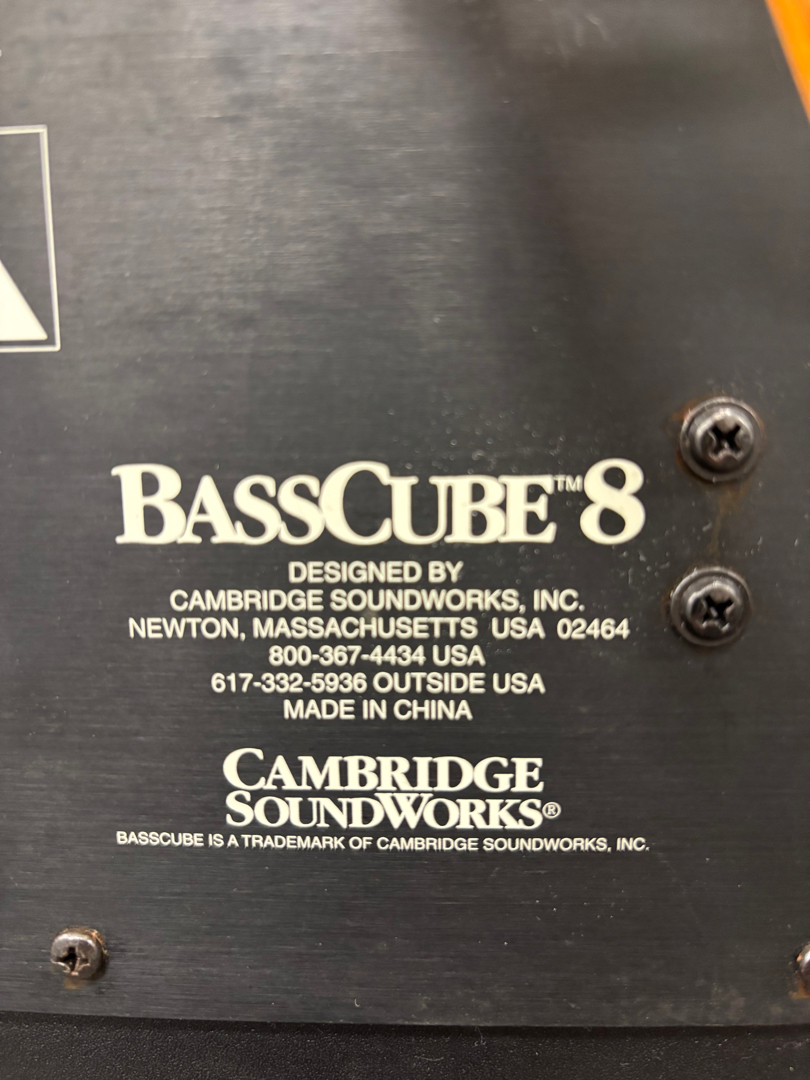 BASSCUBE™ 8
DESIGNED BY
CAMBRIDGE SOUNDWORKS, INC.
NEWTON, MASSACHUSETTS USA 02464
800-367-4434 USA
617-332-5936 OUTSIDE USA
MADE IN CHINA
CAMBRIDGE
SOUNDWORKS®
BASSCUBE IS A TRADEMARK OF CAMBRIDGE SOUNDWORKS, INC.